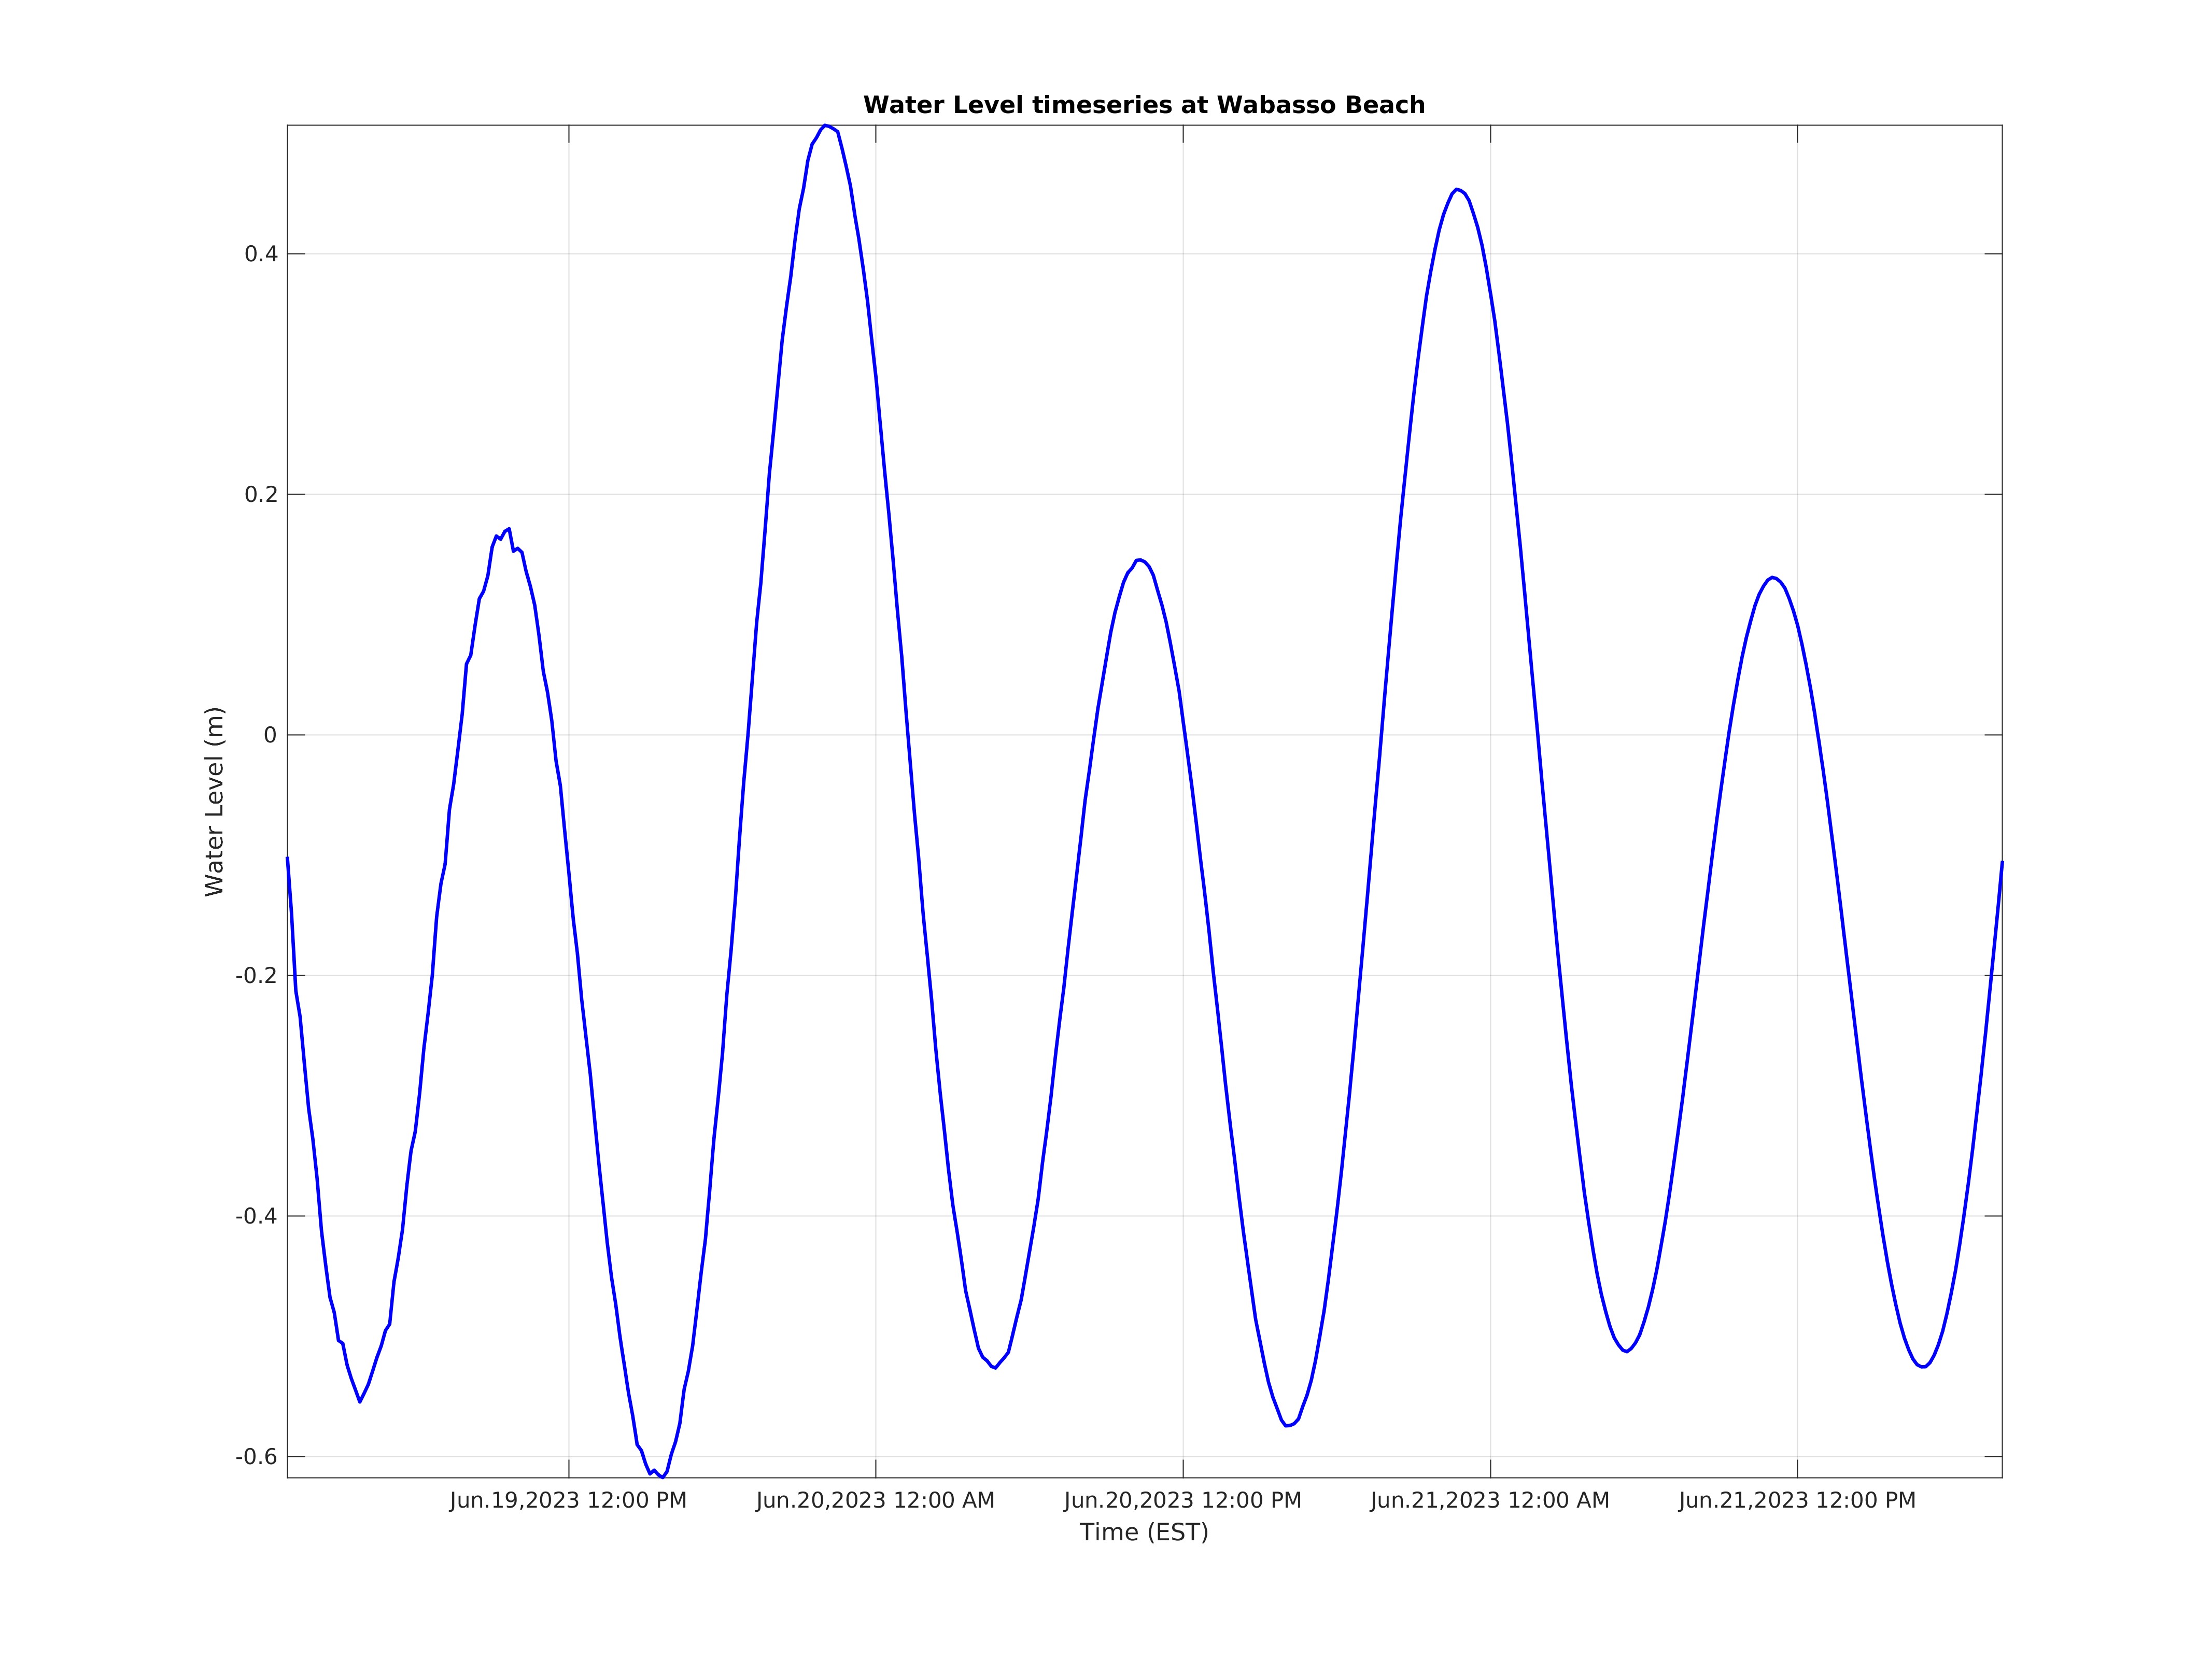 Water Level timeseries at Wabasso Beach
0.4
0.2
0
-0.2
-0.4
-0.6
Water Level (m)
Jun.19,2023 12:00 PM
Jun.20,2023 12:00 AM
Jun.20,2023 12:00 PM
Jun.21,2023 12:00 AM
Jun.21,2023 12:00 PM
Time (EST)